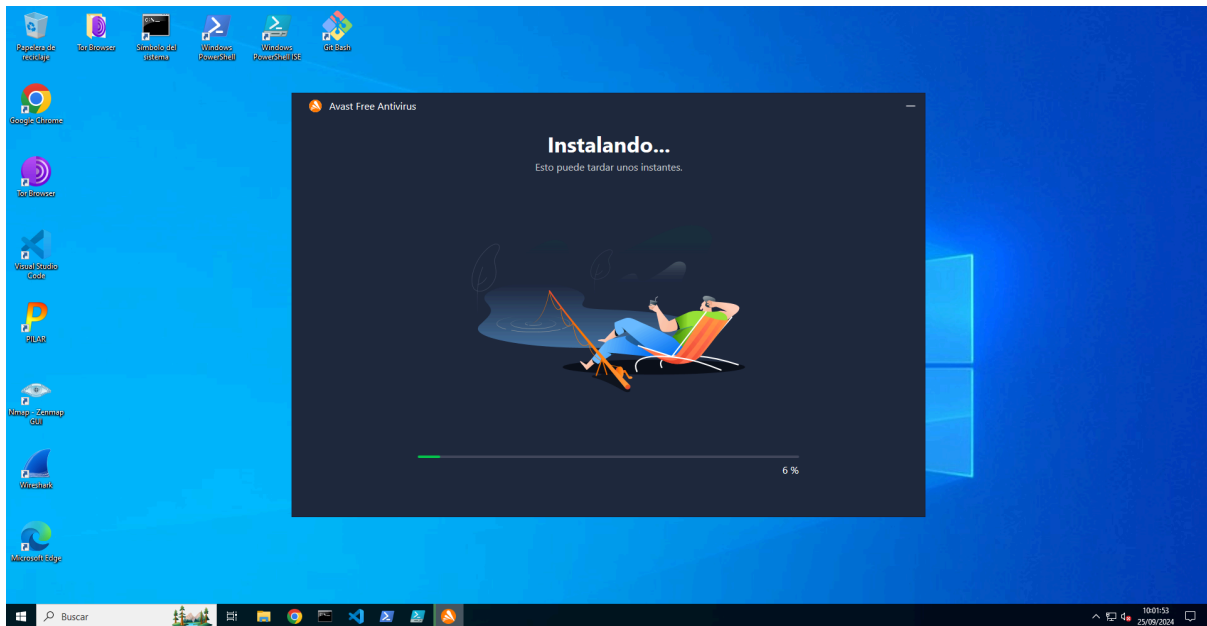 Papelera de
reciclaje
Tor Browser
Símbolo del
sistema
Windows
PowerShell
Windows
PowerShell ISE
Git Bash
Google Chrome
Tor Browser
Visual Studio
Code
PILAR
Nmap - Zenmap
GUI
Wireshark
Microsoft Edge
Avast Free Antivirus
Instalando...
Esto puede tardar unos instantes.
6 %
Buscar
10:01:53
25/09/2024